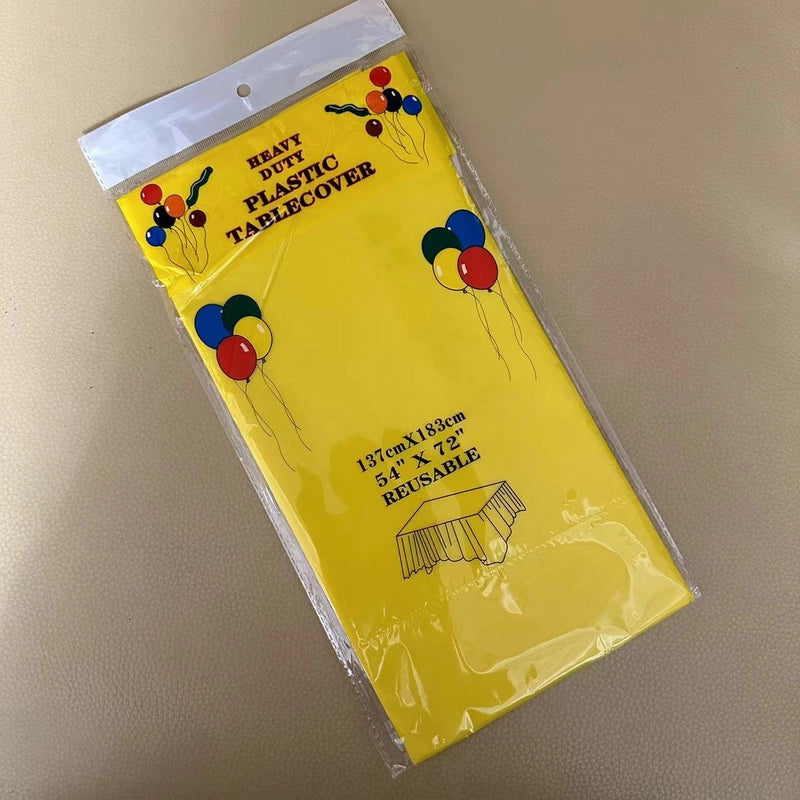 HEAVY
DUTY
PLASTIC
TABLECOVER
137cmX183cm
54" X 72"
REUSABLE